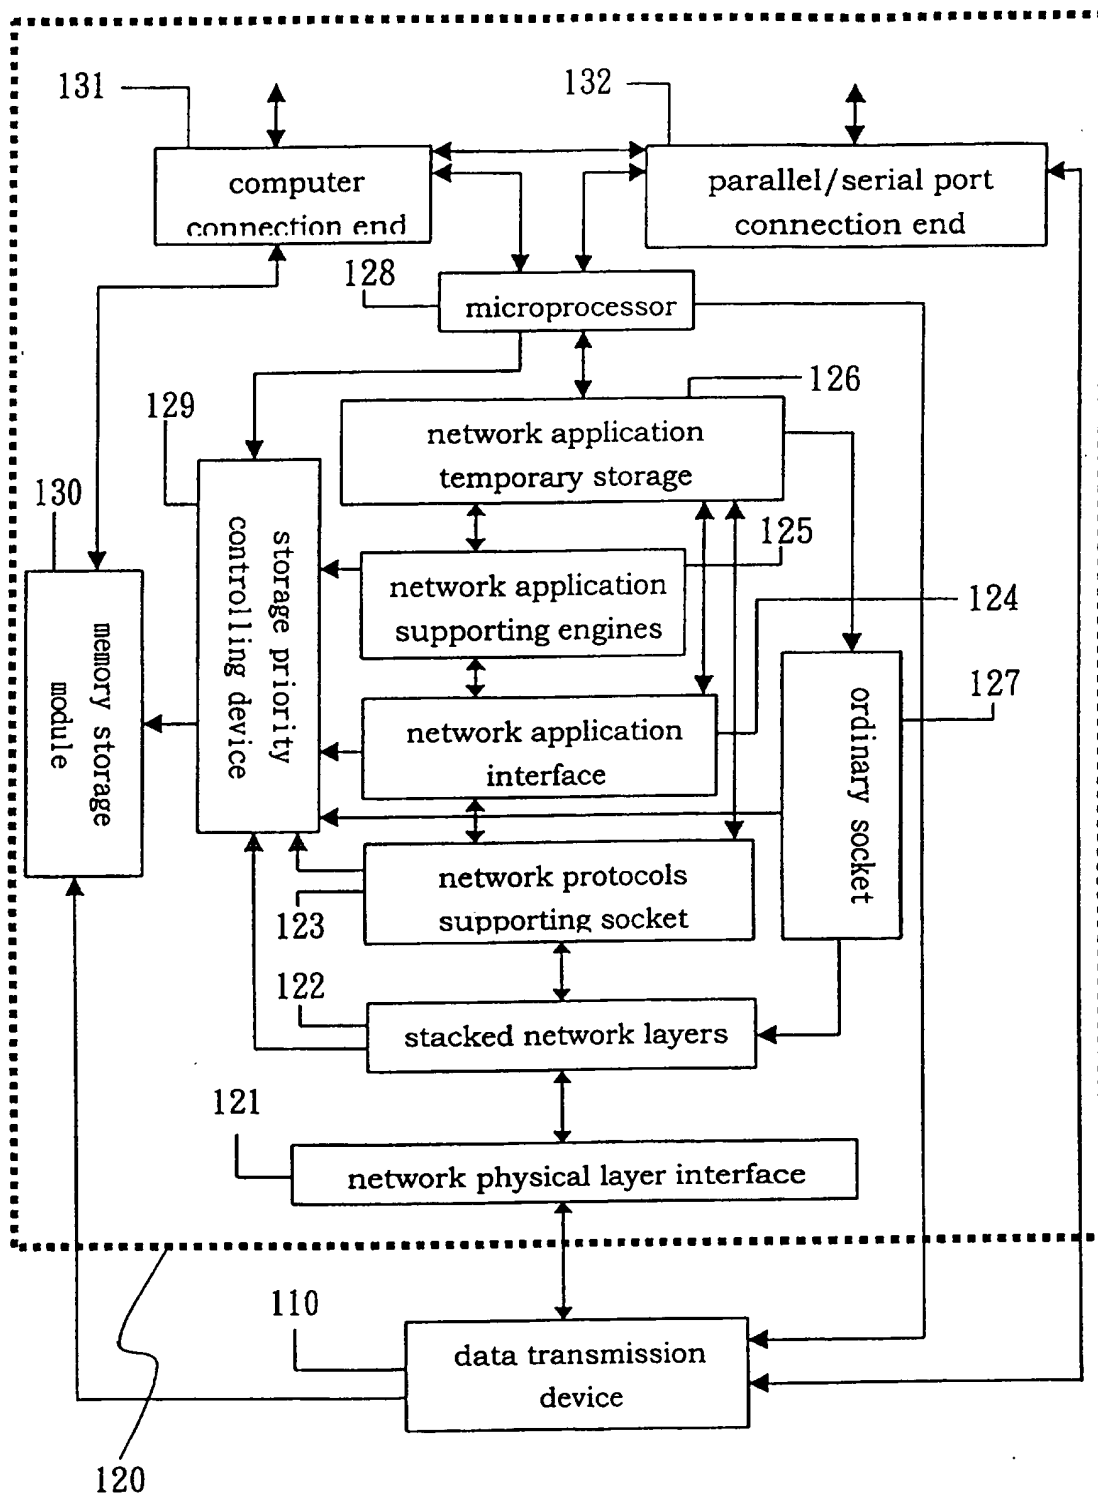 131
132
computer
connection end
parallel/serial port
connection end
128
microprocessor
126
129
network application
temporary storage
130
125
storage priority
controlling device
network application
supporting engines
124
memory storage
module
127
ordinary socket
network application
interface
network protocols
supporting socket
123
122
stacked network layers
121
network physical layer interface
110
data transmission
device
120